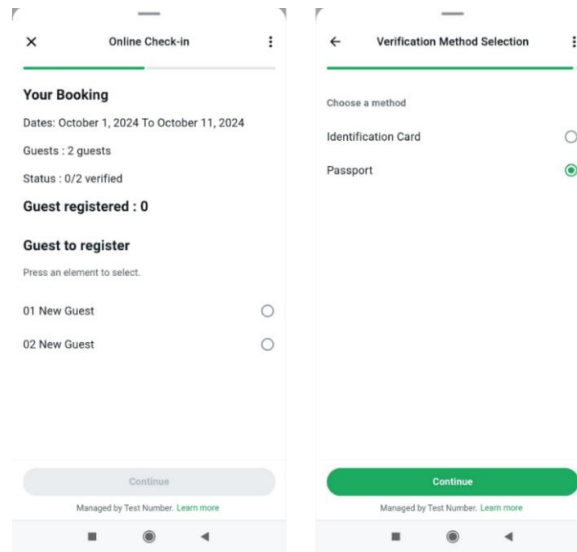 Online Check-in
Your Booking
Dates: October 1, 2024 To October 11, 2024
Guests : 2 guests
Status : 0/2 verified
Guest registered : 0
Guest to register
Press an element to select.
01 New Guest
02 New Guest
Continue
Managed by Test Number. Learn more
Verification Method Selection
Choose a method
Identification Card
Passport
Continue
Managed by Test Number. Learn more